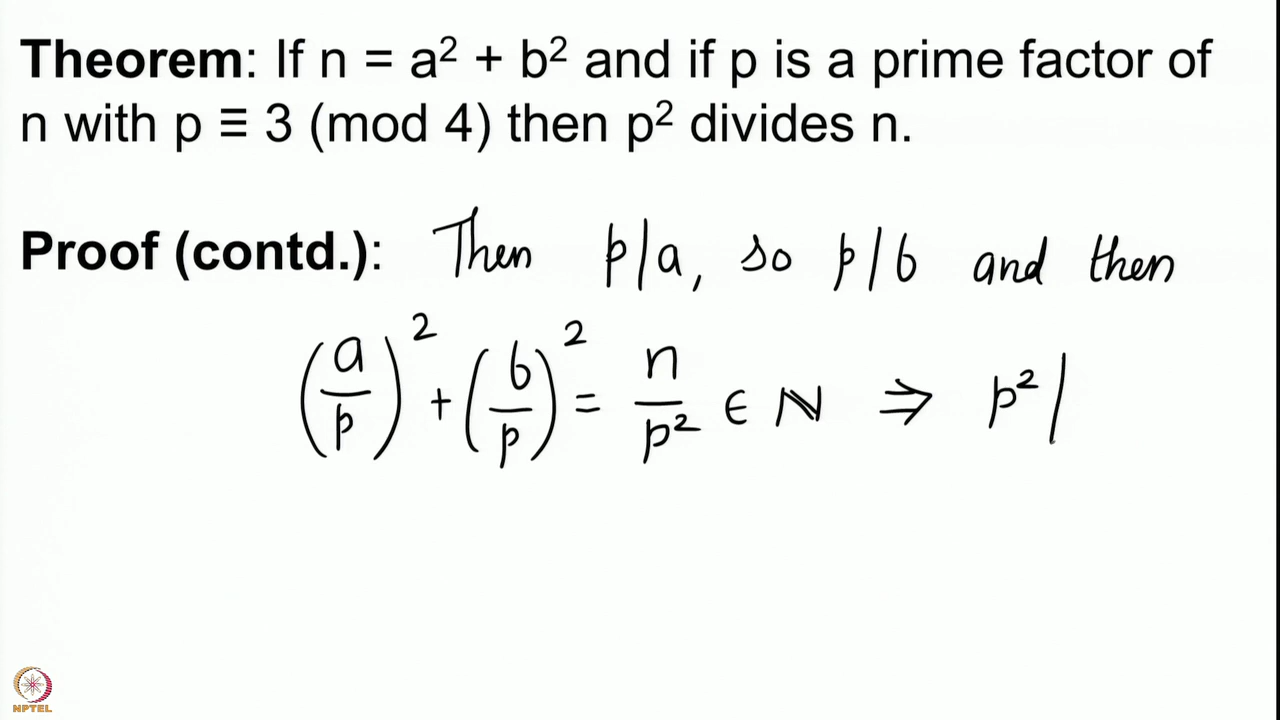 Theorem: If n = a² + b² and if p is a prime factor of
n with p ≡ 3 (mod 4) then p² divides n.
Proof (contd.): Then p/a, so p/b and then
(a/p)² + (b/p)² = n/p² ∈ ℕ ⇒ p² |
NPTEL